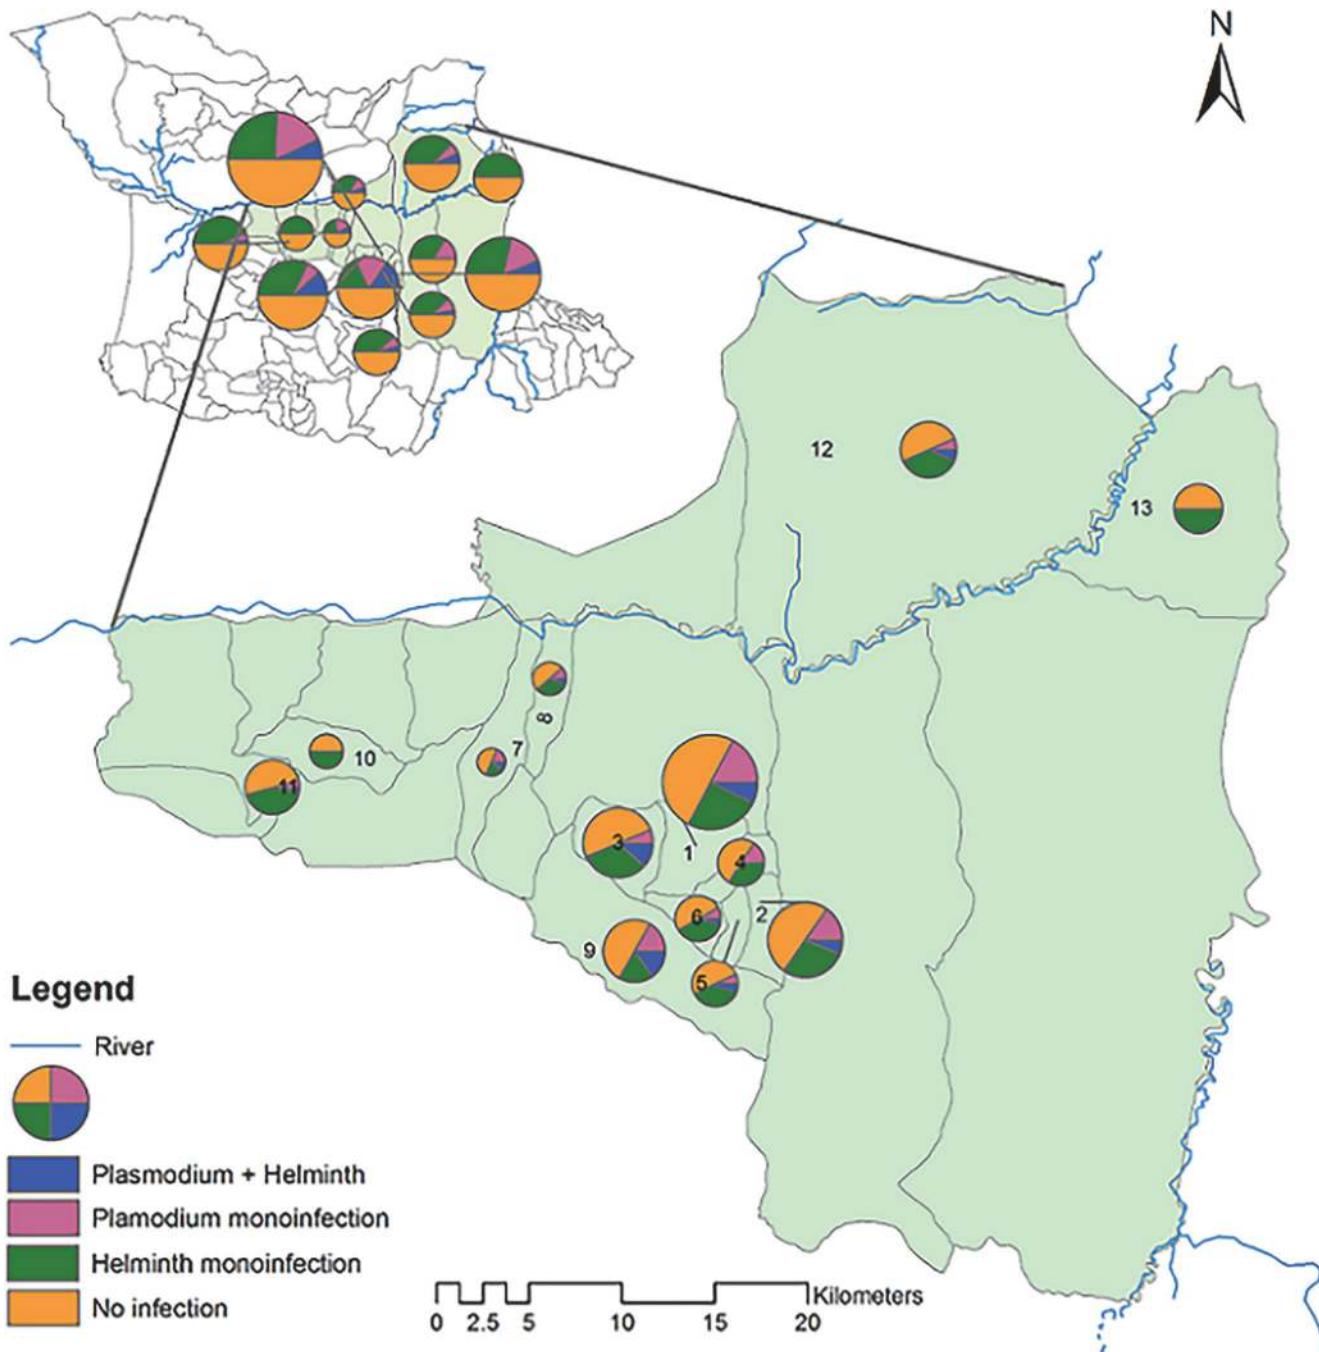 N
12
13
8
7
10
11
3
1
4
6
2
9
5
Legend
River
Plasmodium + Helminth
Plamodium monoinfection
Helminth monoinfection
No infection
Kilometers
0 2.5 5 10 15 20